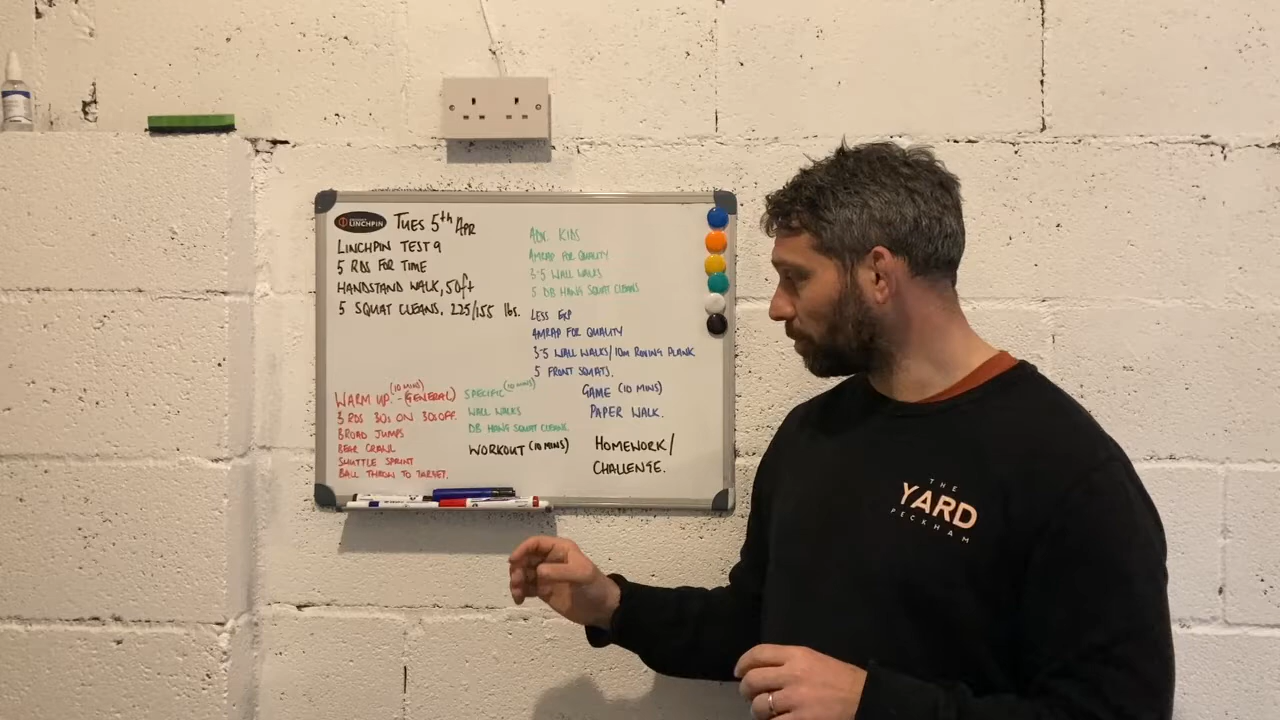 LINCHPIN
TUES 5th APR
LINCHPIN TEST 9
5 RDS FOR TIME
HANDSTAND WALK, 50ft
5 SQUAT CLEANS, 225/155 lbs.
ADV. KIDS
AMRAP FOR QUALITY
3-5 WALL WALKS
5 DB HANG SQUAT CLEANS
LESS EXP
AMRAP FOR QUALITY
3-5 WALL WALKS/10m ROVING PLANK
5 FRONT SQUATS.
WARM UP. (10 MINS) - (GENERAL)
3 RDS 30s ON 30s OFF.
BROAD JUMPS
BEAR CRAWL
SHUTTLE SPRINT
BALL THROW TO TARGET.
SPECIFIC (10 MINS)
WALL WALKS
DB HANG SQUAT CLEANS.
WORKOUT (10 MINS)
GAME (10 MINS)
PAPER WALK.
HOMEWORK/
CHALLENGE.
THE
YARD
PECKHAM